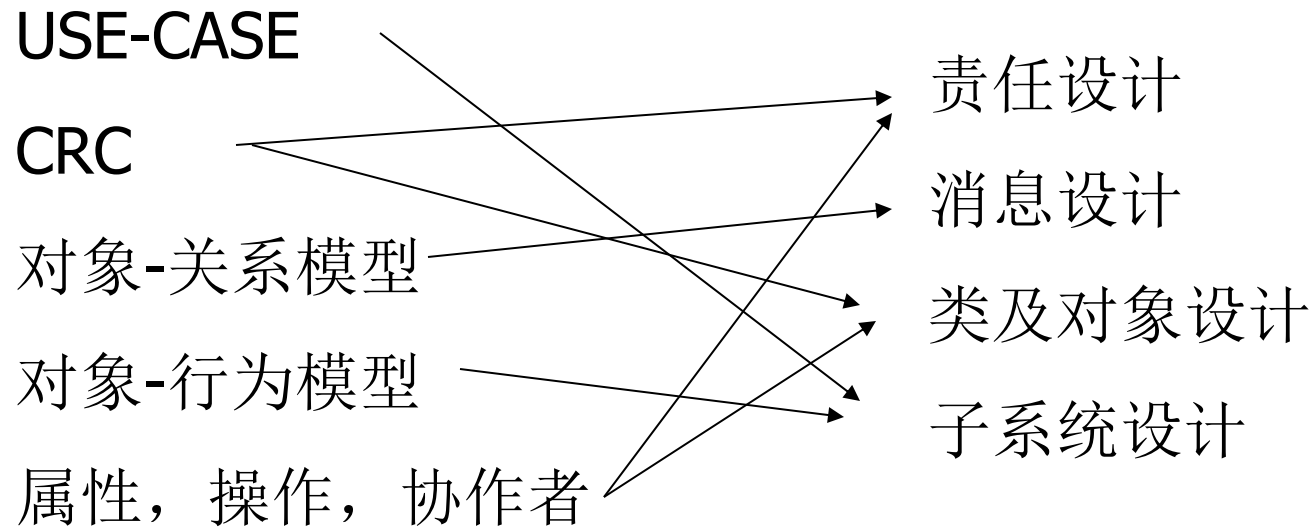 USE-CASE
CRC
对象-关系模型
对象-行为模型
属性，操作，协作者
责任设计
消息设计
类及对象设计
子系统设计